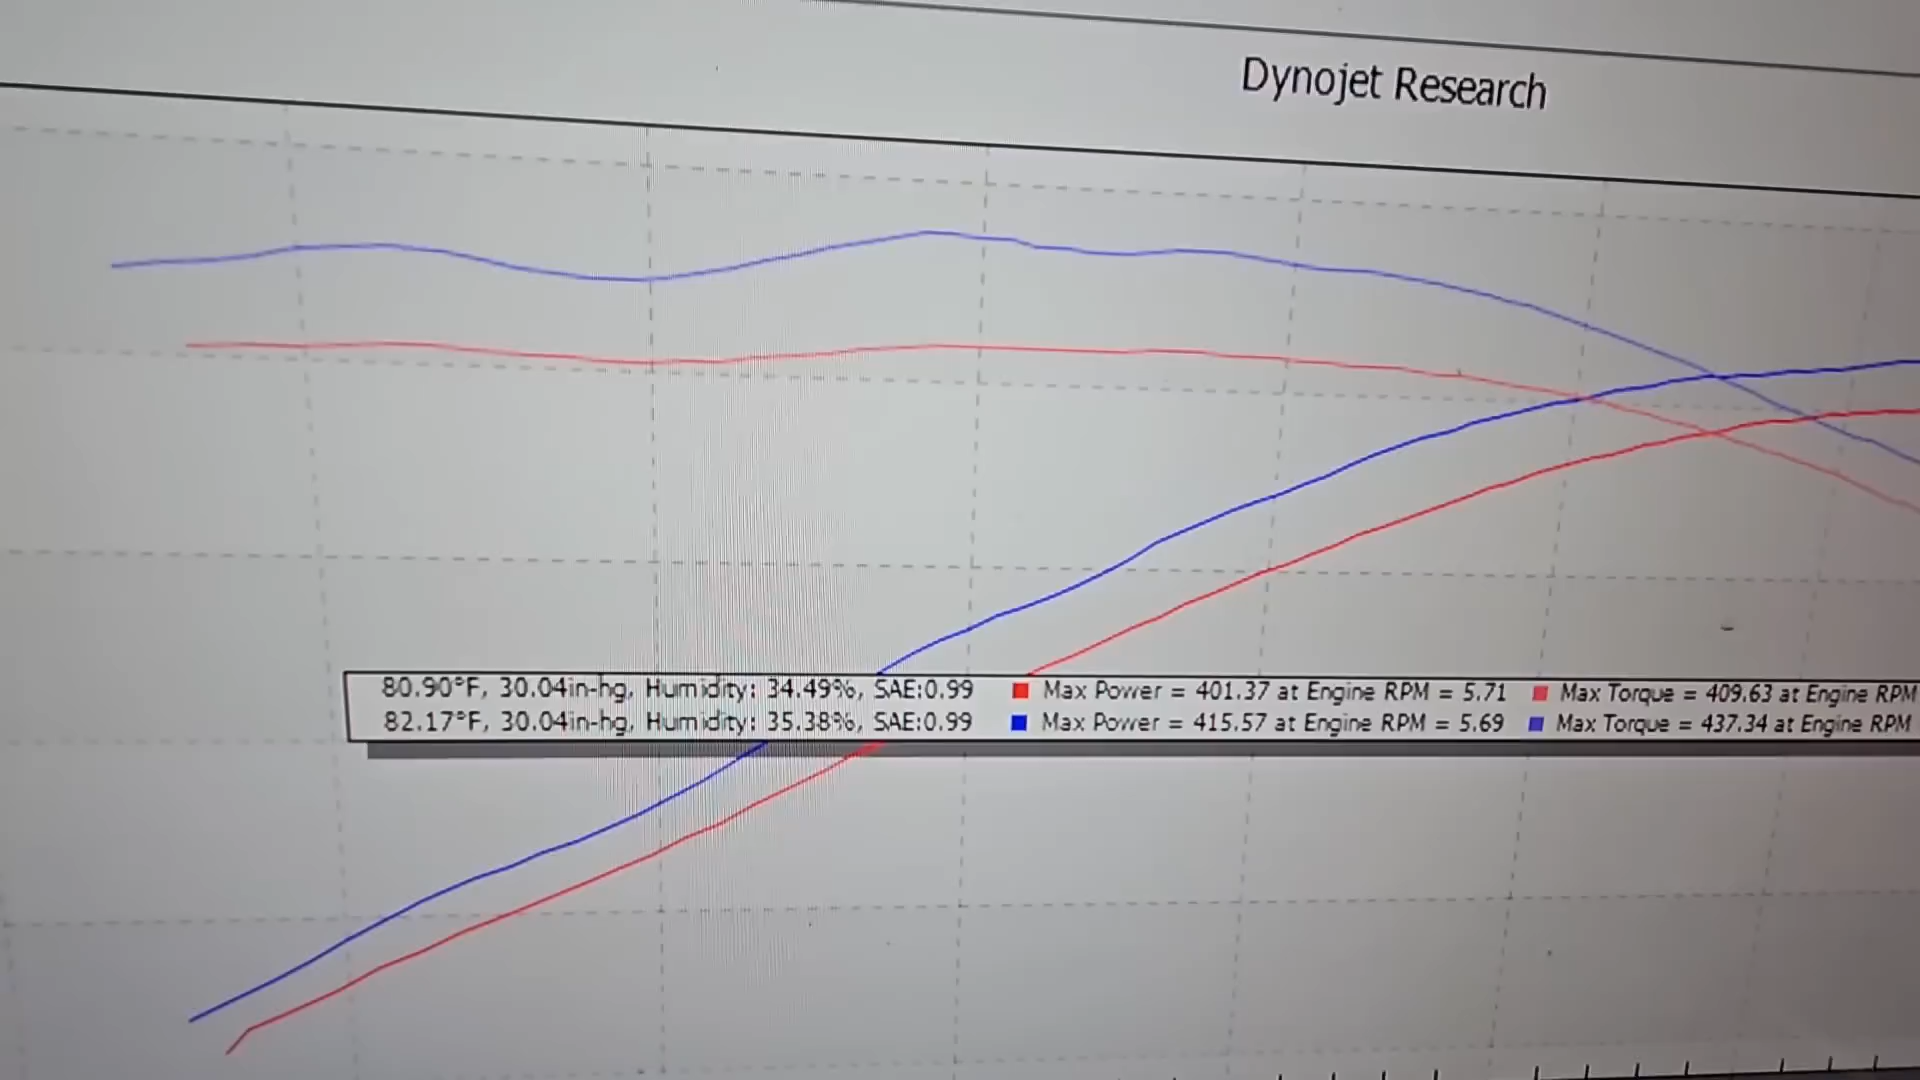 Dynojet Research
80.90°F, 30.04in-hg, Humidity: 34.49%, SAE:0.99 Max Power = 401.37 at Engine RPM = 5.71 Max Torque = 409.63 at Engine RPM
82.17°F, 30.04in-hg, Humidity: 35.38%, SAE:0.99 Max Power = 415.57 at Engine RPM = 5.69 Max Torque = 437.34 at Engine RPM